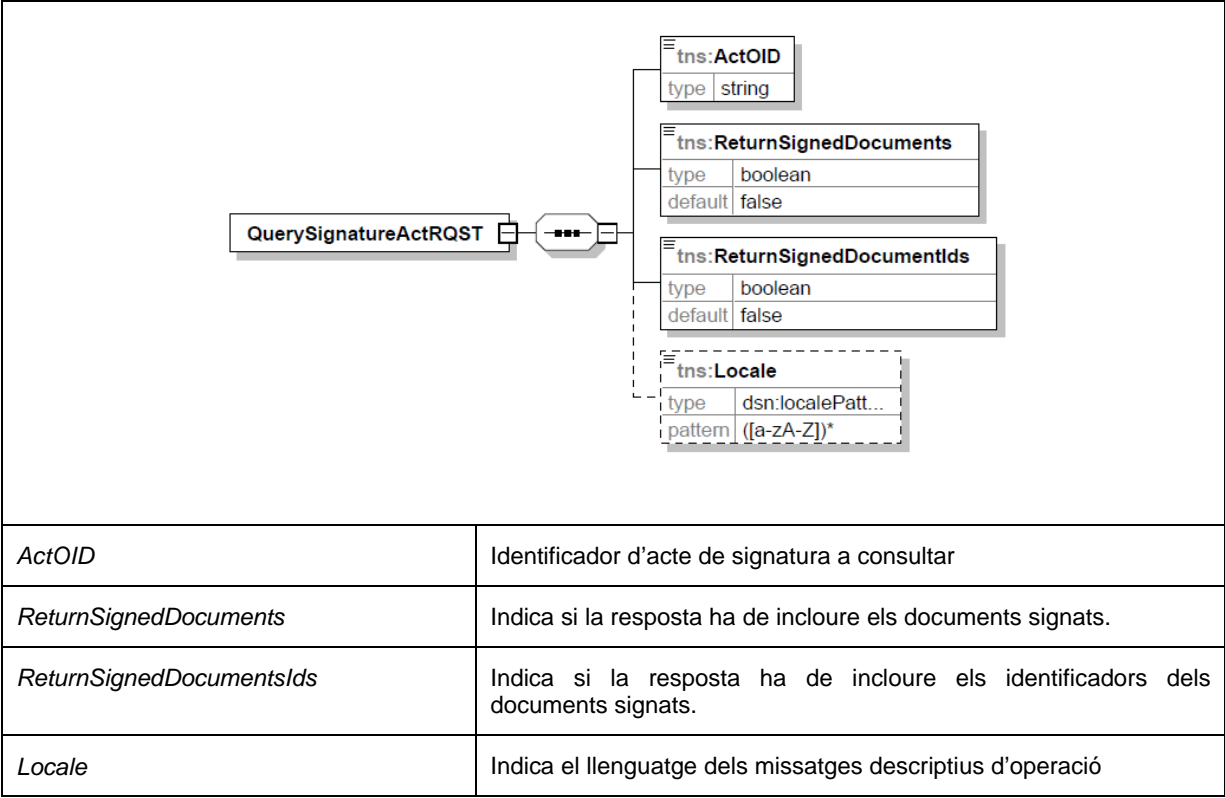 tns:ActOID
type string
tns:ReturnSignedDocuments
type boolean
default false
QuerySignatureActRQST
tns:ReturnSignedDocumentIds
type boolean
default false
tns:Locale
type dsn:localePatt...
pattern ([a-zA-Z])*
ActOID
Identificador d’acte de signatura a consultar
ReturnSignedDocuments
Indica si la resposta ha de incloure els documents signats.
ReturnSignedDocumentsIds
Indica si la resposta ha de incloure els identificadors dels
documents signats.
Locale
Indica el llenguatge dels missatges descriptius d’operació